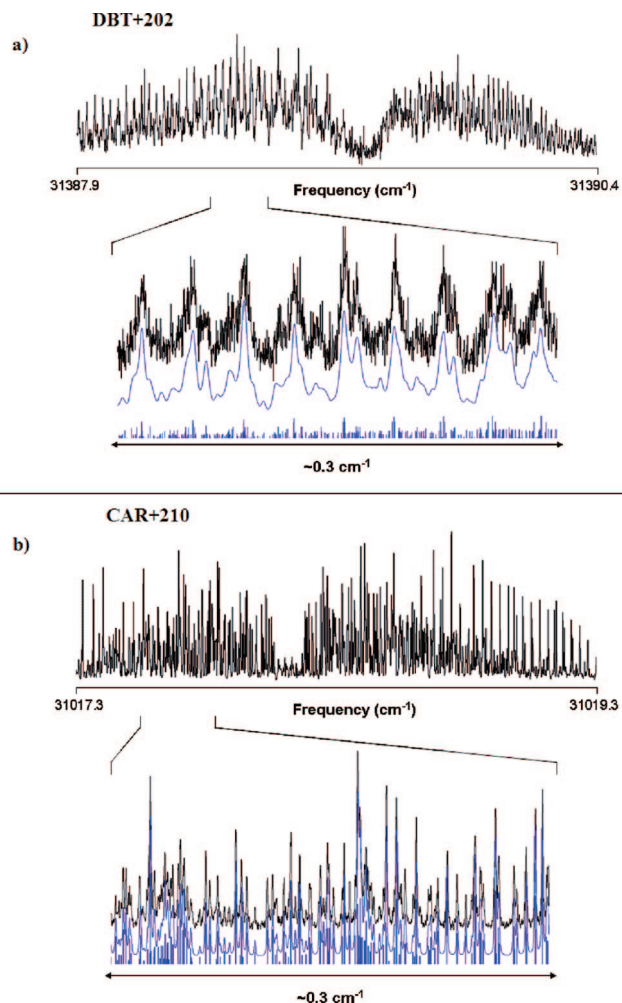 DBT+202
a)
31387.9
Frequency (cm⁻¹)
31390.4
~0.3 cm⁻¹
CAR+210
b)
31017.3
Frequency (cm⁻¹)
31019.3
~0.3 cm⁻¹